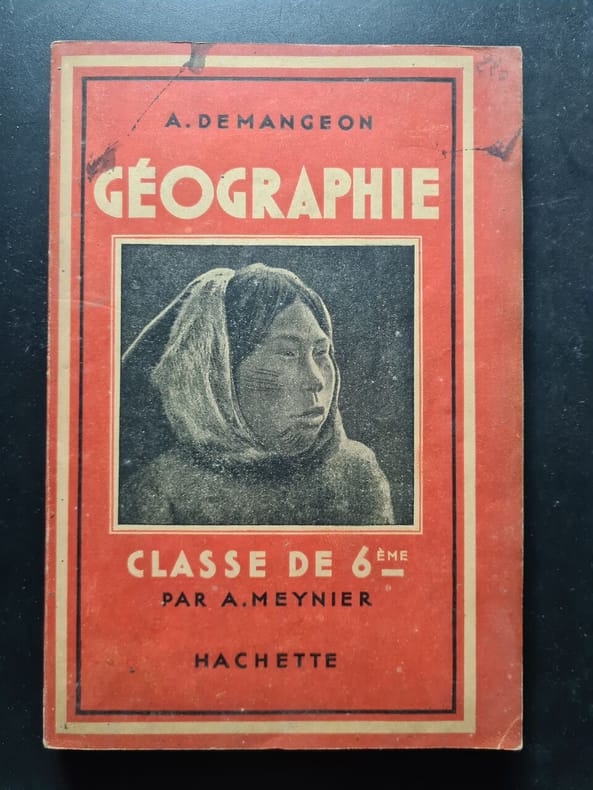 A. DEMANGEON
GÉOGRAPHIE
CLASSE DE 6ÈME
PAR A. MEYNIER
HACHETTE